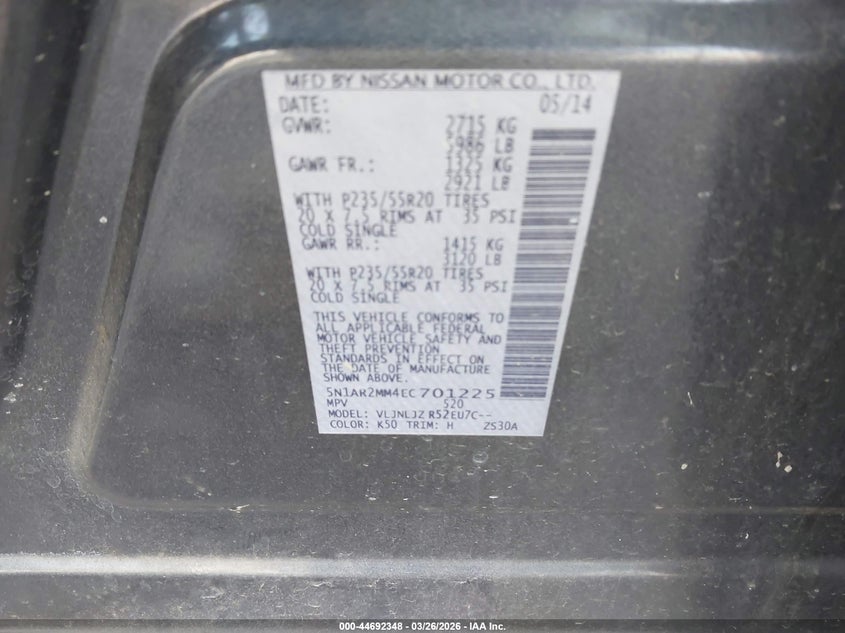 MFD BY NISSAN MOTOR CO., LTD.
DATE: 05/14
GVWR: 2715 KG
5986 LB
GAWR FR.: 1325 KG
2921 LB
WITH P235/55R20 TIRES
20 X 7.5 RIMS AT 35 PSI
COLD SINGLE
GAWR RR.: 1415 KG
3120 LB
WITH P235/55R20 TIRES
20 X 7.5 RIMS AT 35 PSI
COLD SINGLE
THIS VEHICLE CONFORMS TO
ALL APPLICABLE FEDERAL
MOTOR VEHICLE SAFETY AND
THEFT PREVENTION
STANDARDS IN EFFECT ON
THE DATE OF MANUFACTURE
SHOWN ABOVE.
5N1AR2MM4EC701225
MPV 520
MODEL: VLJNLJZ R52EU7C--
COLOR: K50 TRIM: H ZS30A
000-44692348 - 03/26/2026 - IAA Inc.